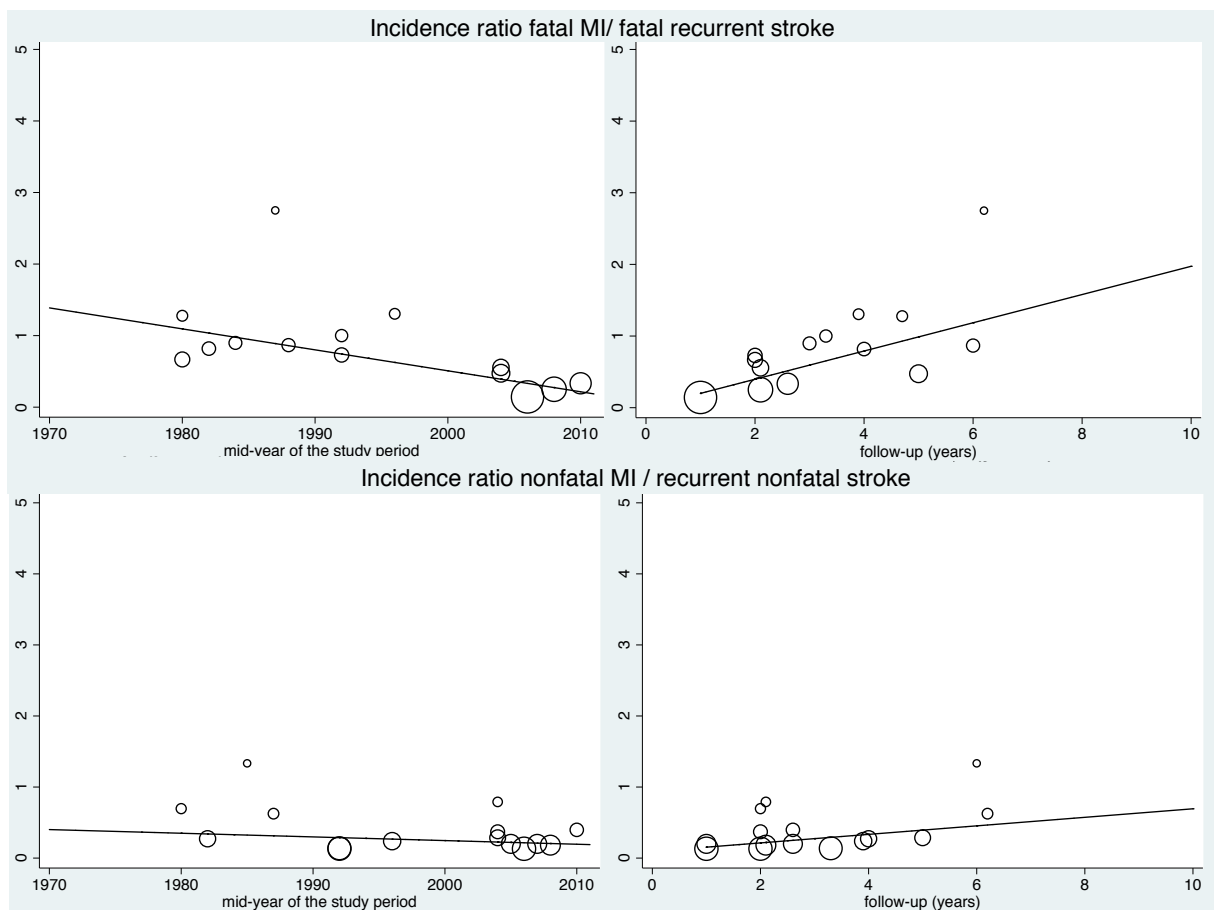 Incidence ratio fatal MI/ fatal recurrent stroke
5
4
3
2
1
0
1970 1980 1990 2000 2010
mid-year of the study period
5
4
3
2
1
0
0 2 4 6 8 10
follow-up (years)
Incidence ratio nonfatal MI / recurrent nonfatal stroke
5
4
3
2
1
0
1970 1980 1990 2000 2010
mid-year of the study period
5
4
3
2
1
0
0 2 4 6 8 10
follow-up (years)